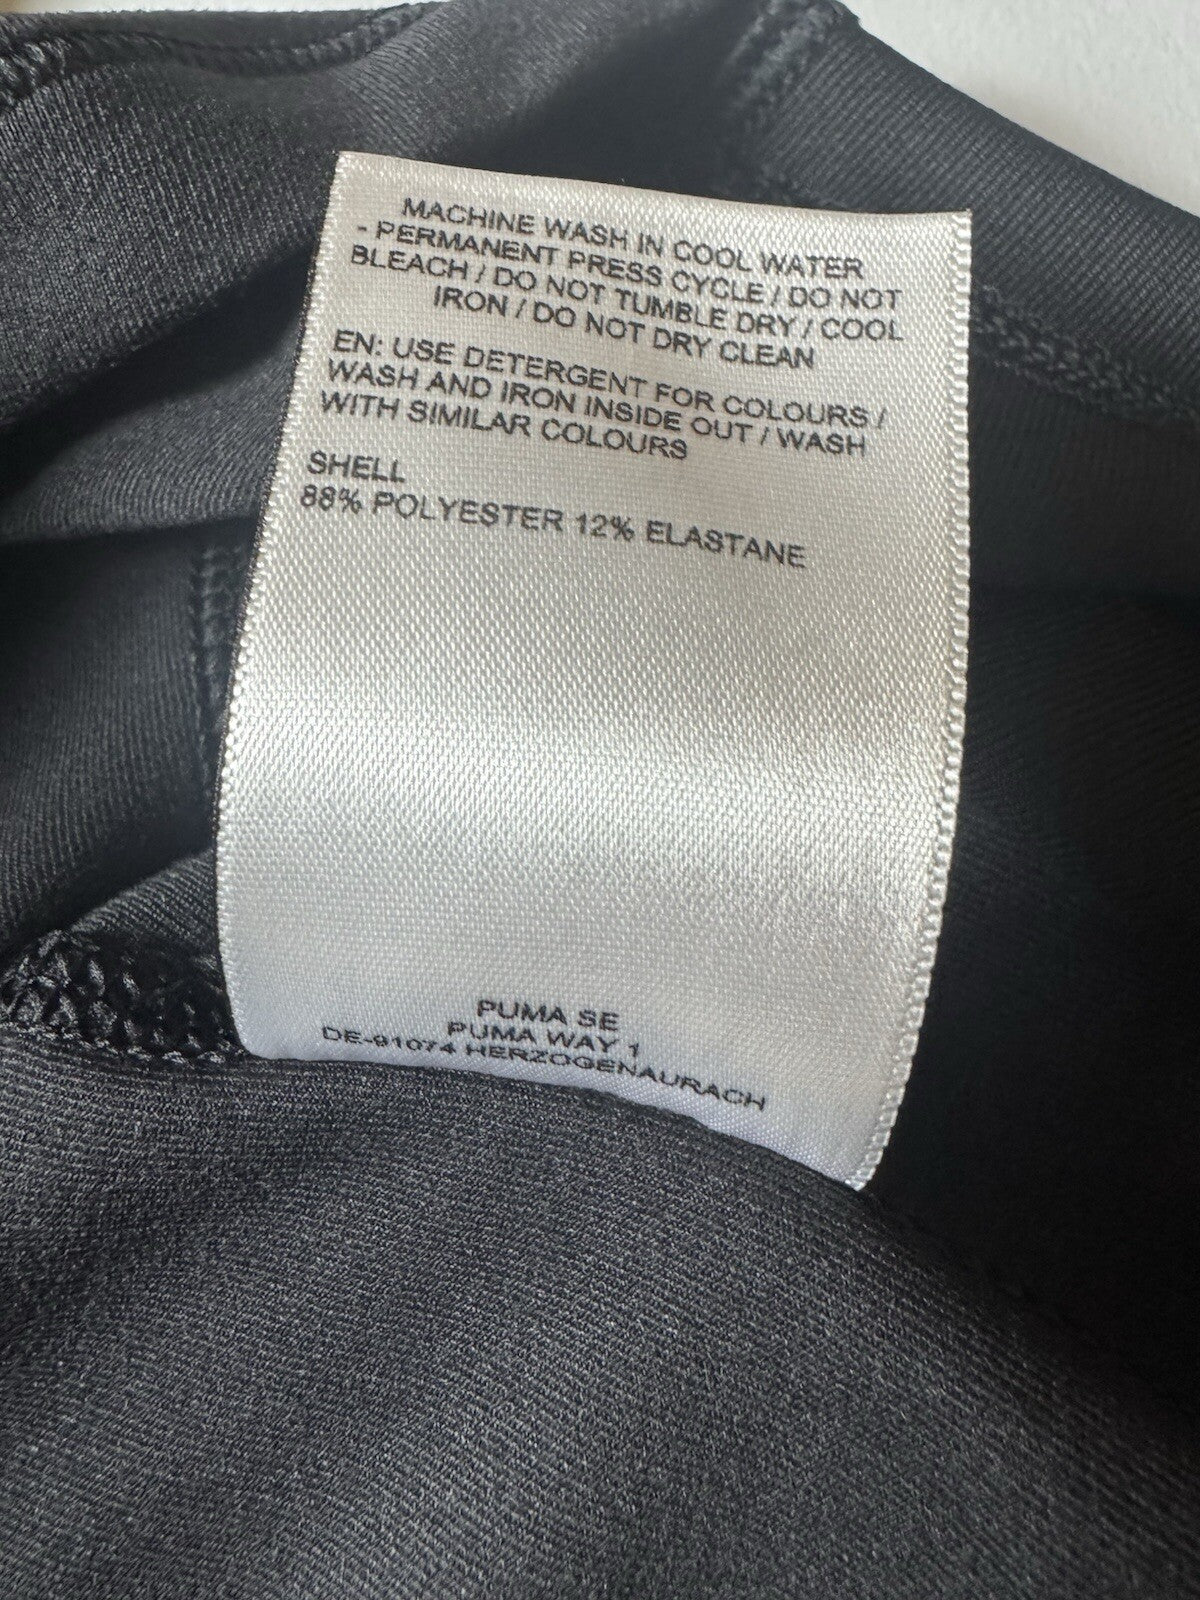 MACHINE WASH IN COOL WATER
- PERMANENT PRESS CYCLE / DO NOT
BLEACH / DO NOT TUMBLE DRY / COOL
IRON / DO NOT DRY CLEAN
EN: USE DETERGENT FOR COLOURS /
WASH AND IRON INSIDE OUT / WASH
WITH SIMILAR COLOURS
SHELL
88% POLYESTER 12% ELASTANE
PUMA SE
PUMA WAY 1
DE-91074 HERZOGENAURACH